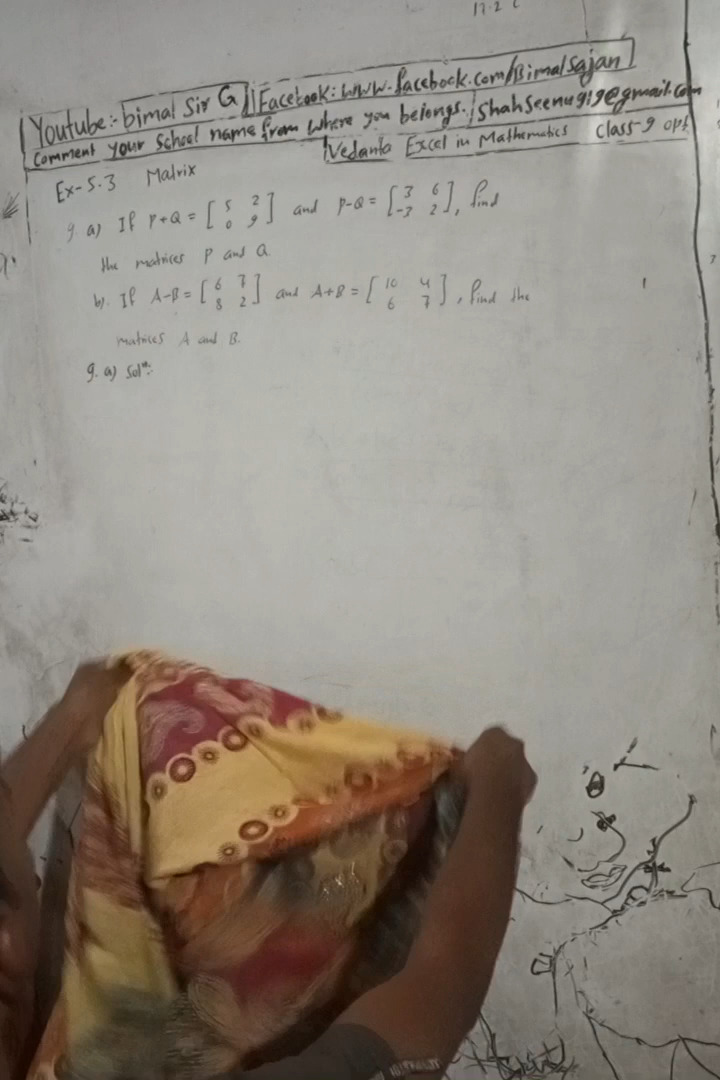 17.2
Youtube:- bimal Sir G || Facebook: www.facebook.com/Bimalsajan
Comment your School name from where you belongs. / Shahseenu919@gmail.com
Vedanta Excel in Mathematics Class-9 opt
Ex-5.3 Matrix
9. a) If P+Q = [5 2 and P-Q = [3 6], find
0 9] -3 2]
the matrices P and Q.
b). If A-B = [6 7 and A+B = [10 4], find the
8 2] 6 7]
matrices A and B.
9. a) Solⁿ: